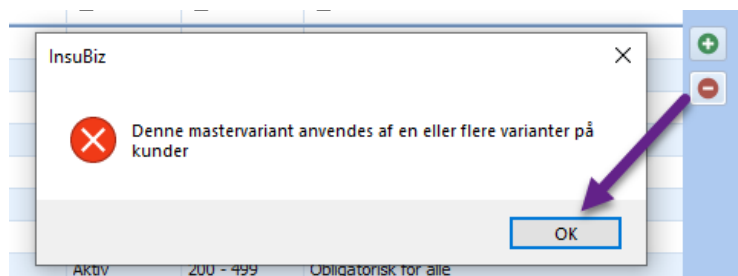 InsuBiz
Denne mastervariant anvendes af en eller flere varianter på
kunder
OK
Aktiv 200 - 499 Obligatorisk for alle